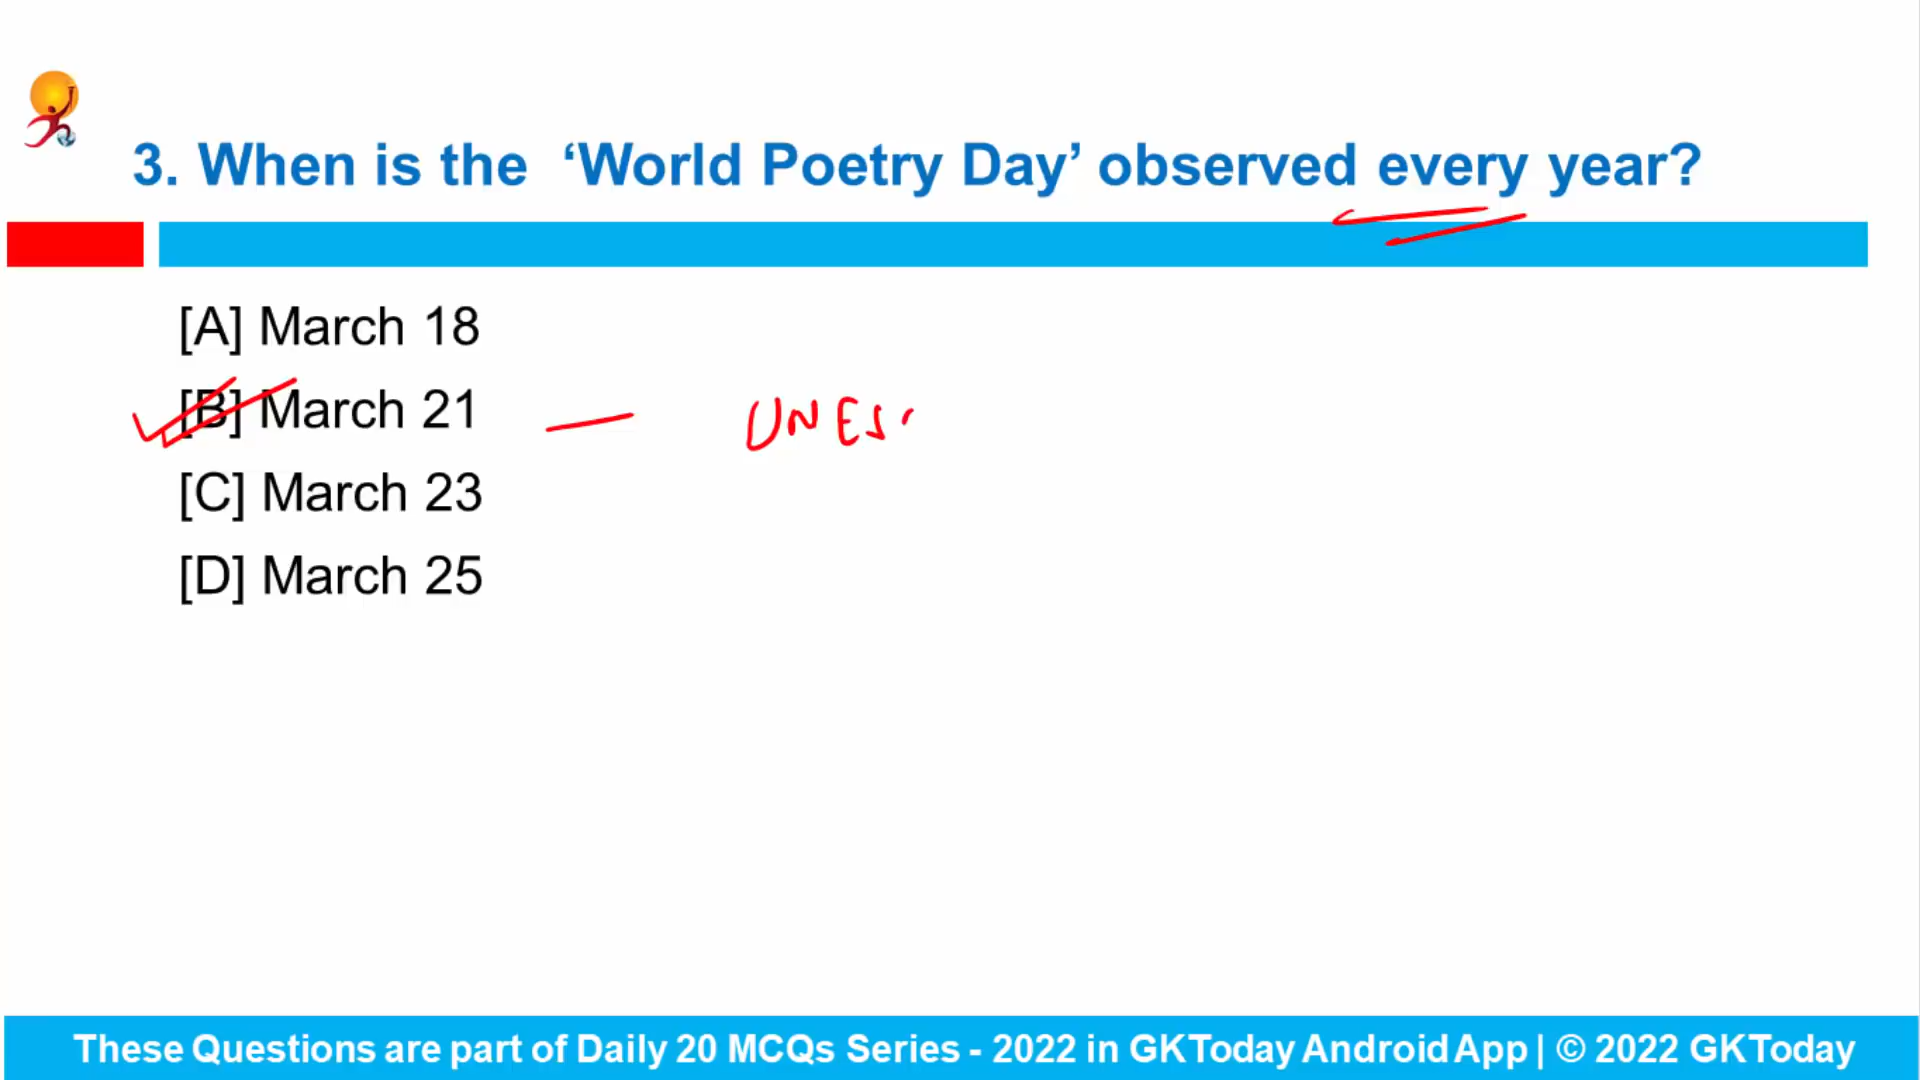 3. When is the ‘World Poetry Day’ observed every year?
[A] March 18
[B] March 21 — UNES
[C] March 23
[D] March 25
These Questions are part of Daily 20 MCQs Series - 2022 in GKToday Android App | © 2022 GKToday